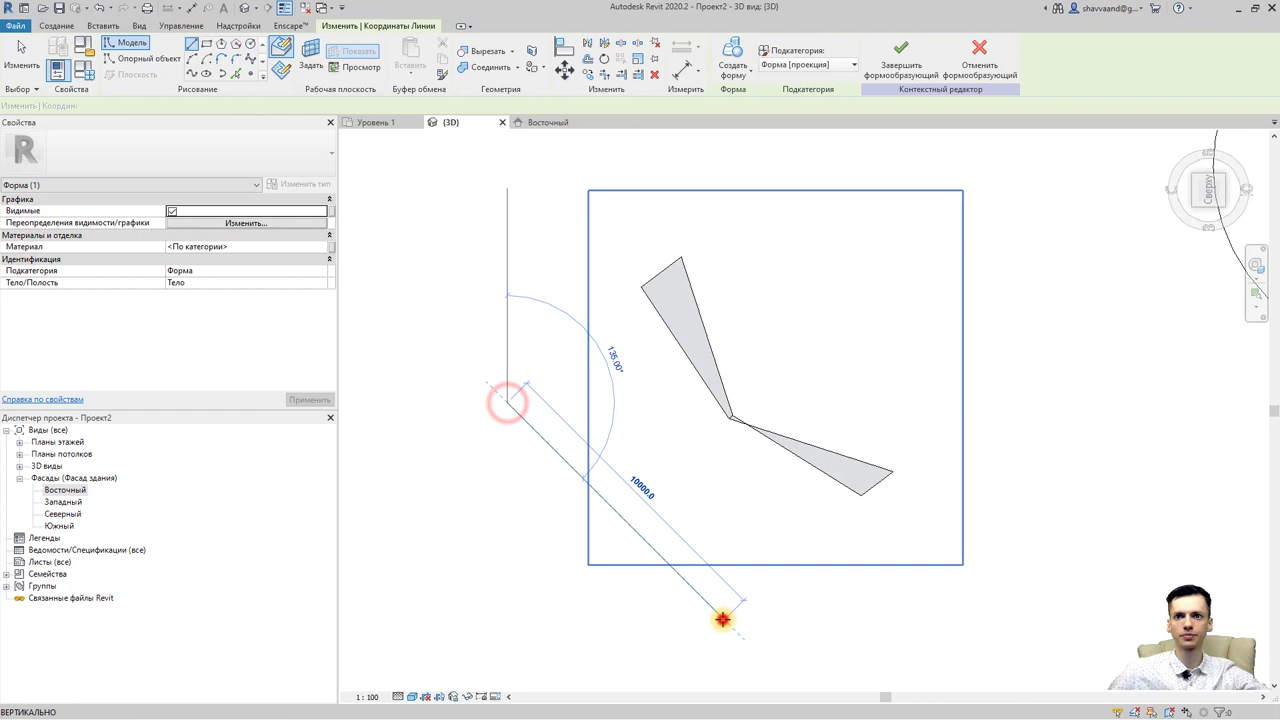 Autodesk Revit 2020.2 - Проект2 - 3D вид: {3D}
shavvaand@g...
Файл
Создание
Вставить
Вид
Управление
Надстройки
Enscape™
Изменить | Координаты Линии
Изменить
Модель
Опорный объект
Плоскость
Задать
Показать
Просмотр
Вставить
Вырезать
Соединить
Создать форму
Подкатегория:
Форма [проекция]
Завершить формообразующий
Отменить формообразующий
Выбор
Свойства
Рисование
Рабочая плоскость
Буфер обмена
Геометрия
Изменить
Измерить
Форма
Подкатегория
Контекстный редактор
Изменить | Координ
Свойства
Уровень 1
{3D}
Восточный
Форма (1)
Изменить тип
Графика
Видимые
Переопределения видимости/графики
Изменить...
Материалы и отделка
Материал
<По категории>
Идентификация
Подкатегория
Форма
Тело/Полость
Тело
Справка по свойствам
Применить
Диспетчер проекта - Проект2
Виды (все)
Планы этажей
Планы потолков
3D виды
Фасады (Фасад здания)
Восточный
Западный
Северный
Южный
Легенды
Ведомости/Спецификации (все)
Листы (все)
Семейства
Группы
Связанные файлы Revit
135.00°
10000.0
Сверху
1 : 100
ВЕРТИКАЛЬНО
:0